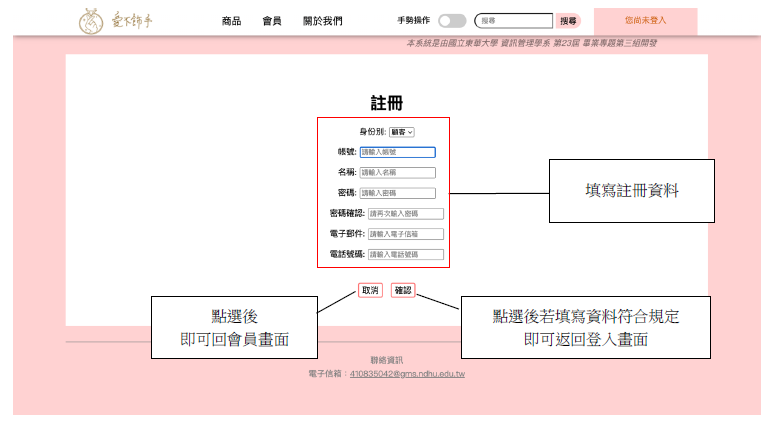 愛不飾手 商品 會員 關於我們 手勢操作 搜尋 搜尋 您尚未登入
本系統是由國立東華大學 資訊管理學系 第23屆 畢業專題第三組開發
註冊
身份別: 顧客
帳號: 請輸入帳號
名稱: 請輸入名稱
密碼: 請輸入密碼
密碼確認: 請再次輸入密碼
電子郵件: 請輸入電子信箱
電話號碼: 請輸入電話號碼
填寫註冊資料
取消 確認
點選後
即可回會員畫面
點選後若填寫資料符合規定
即可返回登入畫面
聯絡資訊
電子信箱：410835042@gms.ndhu.edu.tw